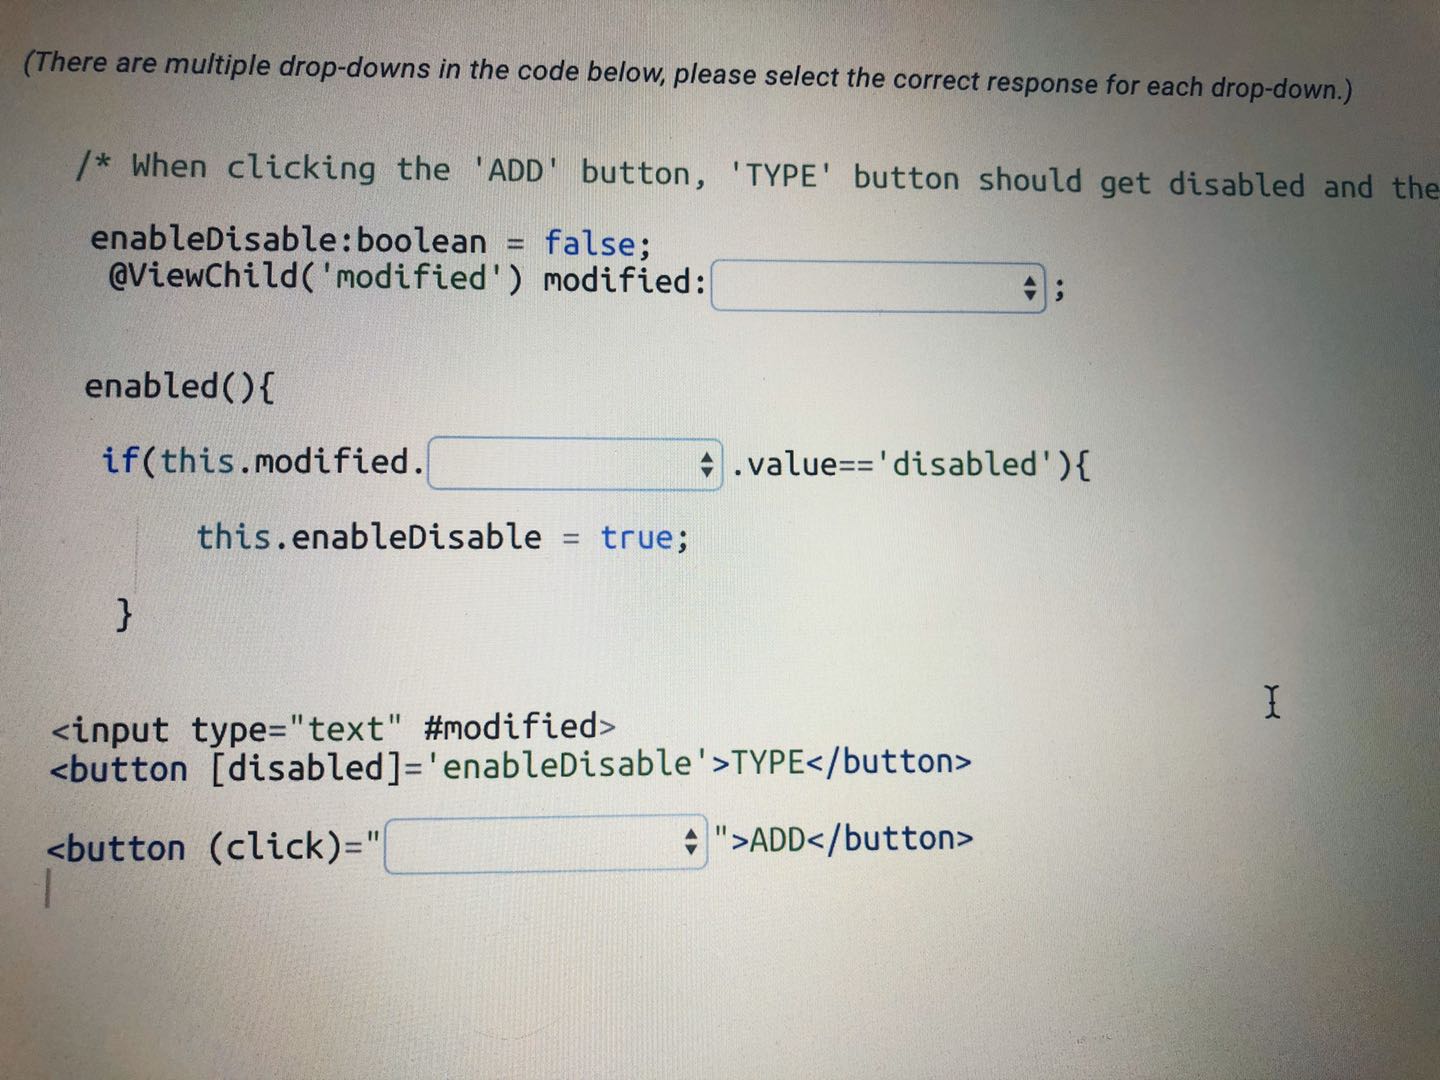 (There are multiple drop-downs in the code below, please select the correct response for each drop-down.)
/* When clicking the 'ADD' button, 'TYPE' button should get disabled and the
enableDisable:boolean = false;
@ViewChild('modified') modified: ;
enabled(){
if(this.modified. .value=='disabled'){
this.enableDisable = true;
}
<input type="text" #modified>
<button [disabled]='enableDisable'>TYPE</button>
<button (click)=" ">ADD</button>